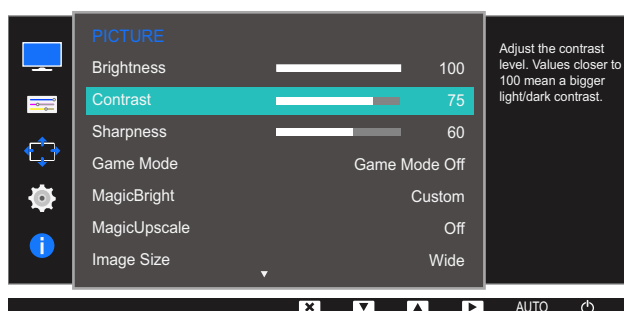 PICTURE
Brightness 100
Contrast 75
Sharpness 60
Game Mode Game Mode Off
MagicBright Custom
MagicUpscale Off
Image Size Wide
Adjust the contrast
level. Values closer to
100 mean a bigger
light/dark contrast.
AUTO